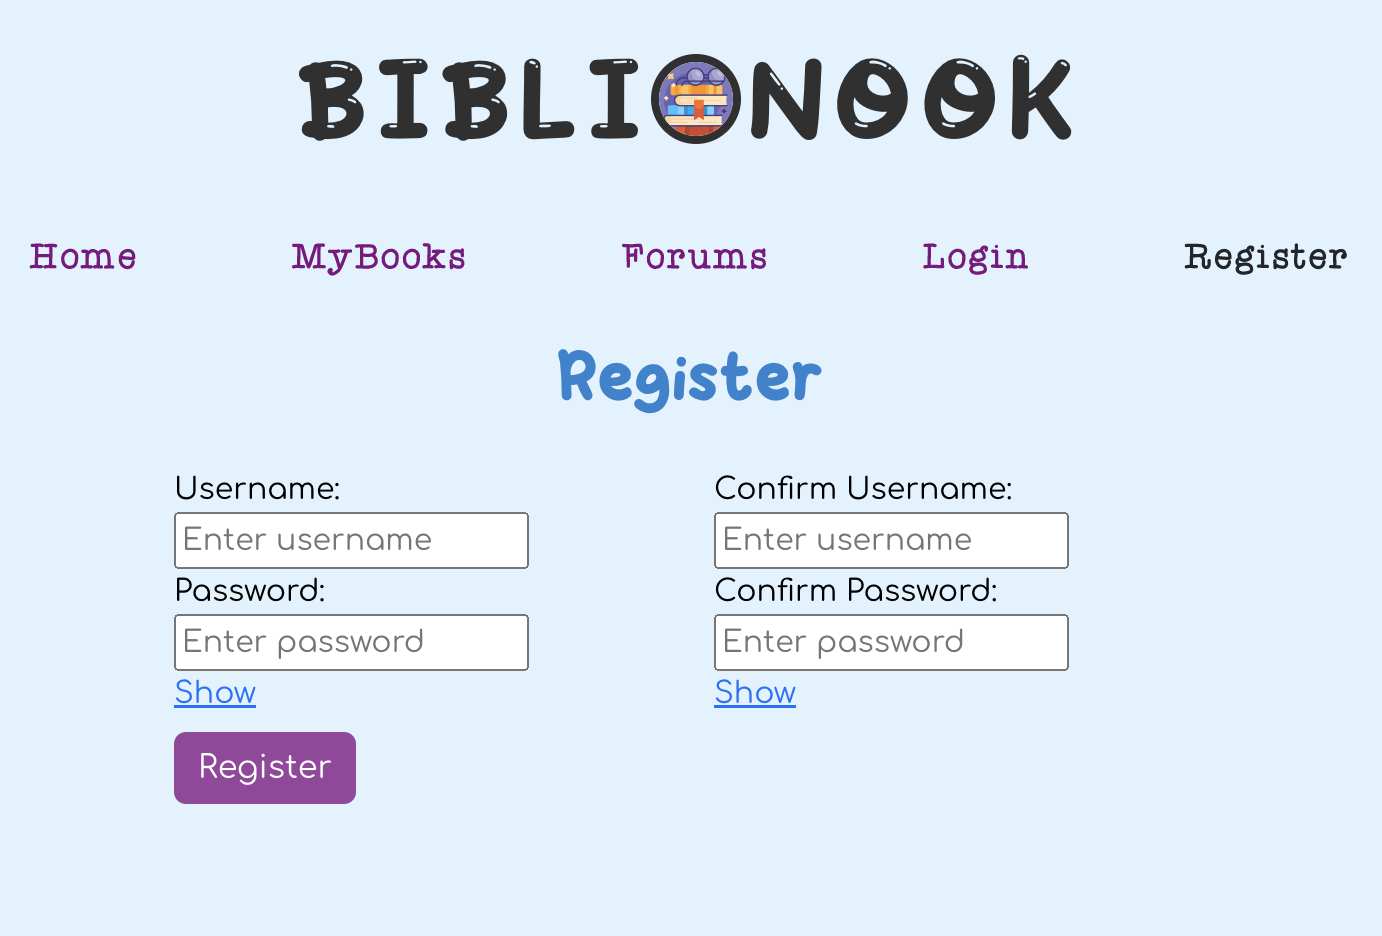 BIBLIONOOK
Home MyBooks Forums Login Register
Register
Username: Confirm Username:
Enter username Enter username
Password: Confirm Password:
Enter password Enter password
Show Show
Register